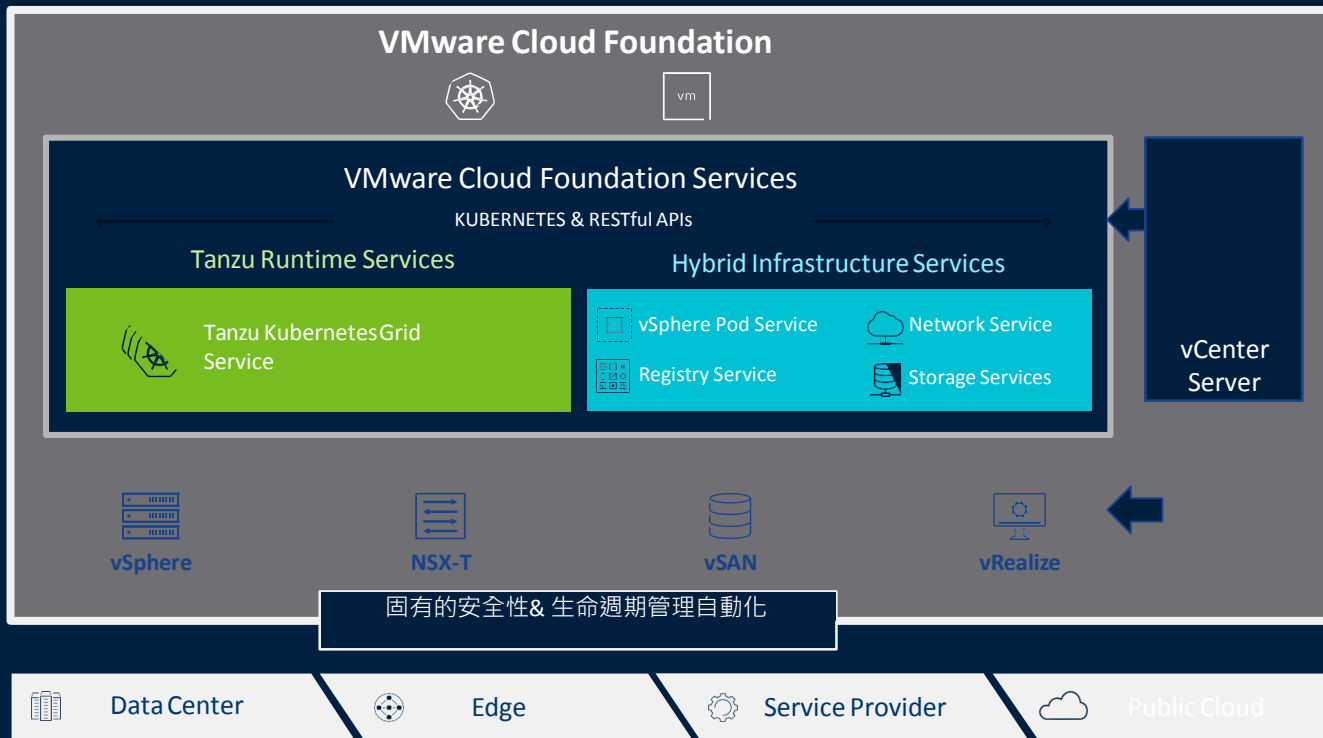 VMware Cloud Foundation
vm
VMware Cloud Foundation Services
KUBERNETES & RESTful APIs
Tanzu Runtime Services
Hybrid Infrastructure Services
Tanzu Kubernetes Grid
Service
vSphere Pod Service
Network Service
Registry Service
Storage Services
vCenter
Server
vSphere
NSX-T
vSAN
vRealize
固有的安全性& 生命週期管理自動化
Data Center
Edge
Service Provider
Public Cloud